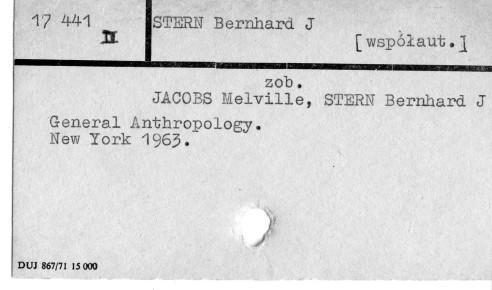 17 441 STERN Bernhard J
II
[współaut.]
zob.
JACOBS Melville, STERN Bernhard J
General Anthropology.
New York 1963.
DUJ 867/71 15 000